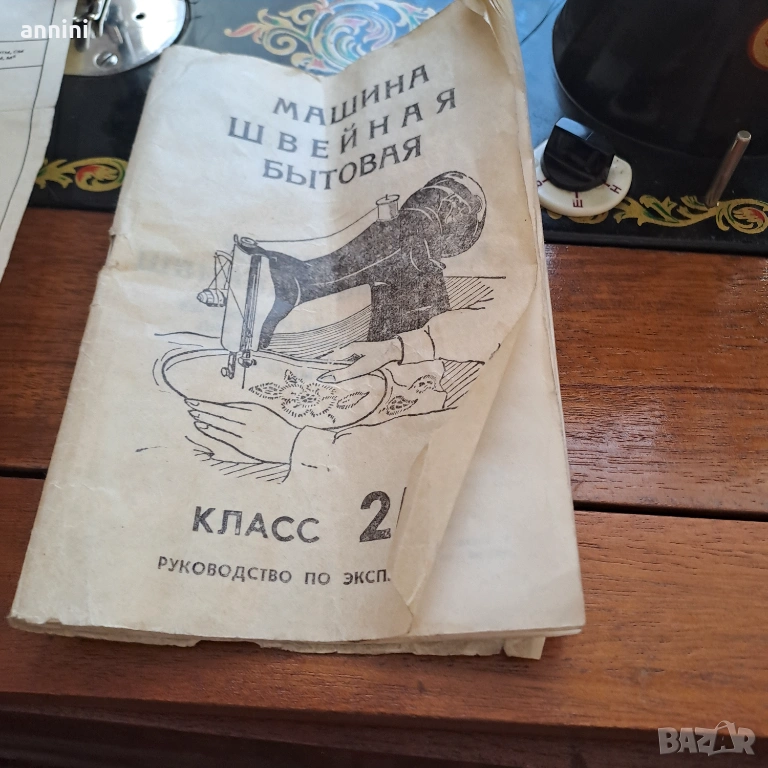 annini
МАШИНА
ШВЕЙНАЯ
БЫТОВАЯ
КЛАСС 2
РУКОВОДСТВО ПО ЭКСП.
BAZAR